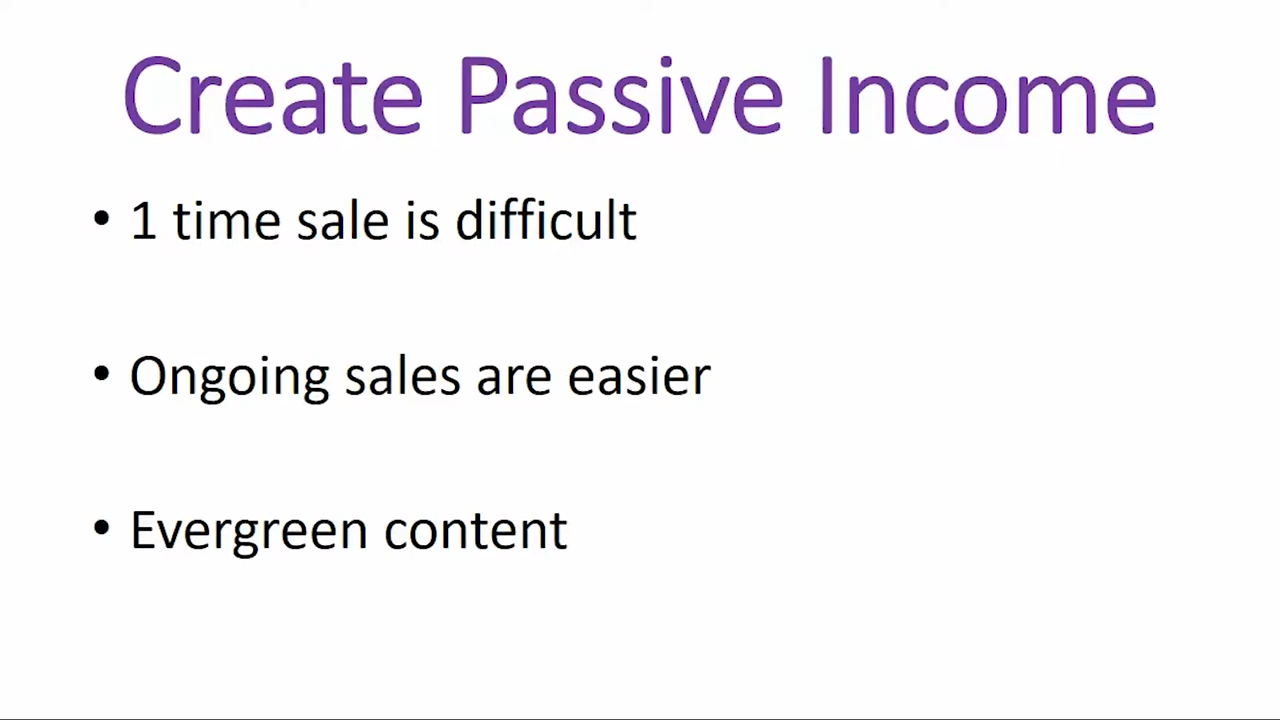 Create Passive Income
• 1 time sale is difficult
• Ongoing sales are easier
• Evergreen content